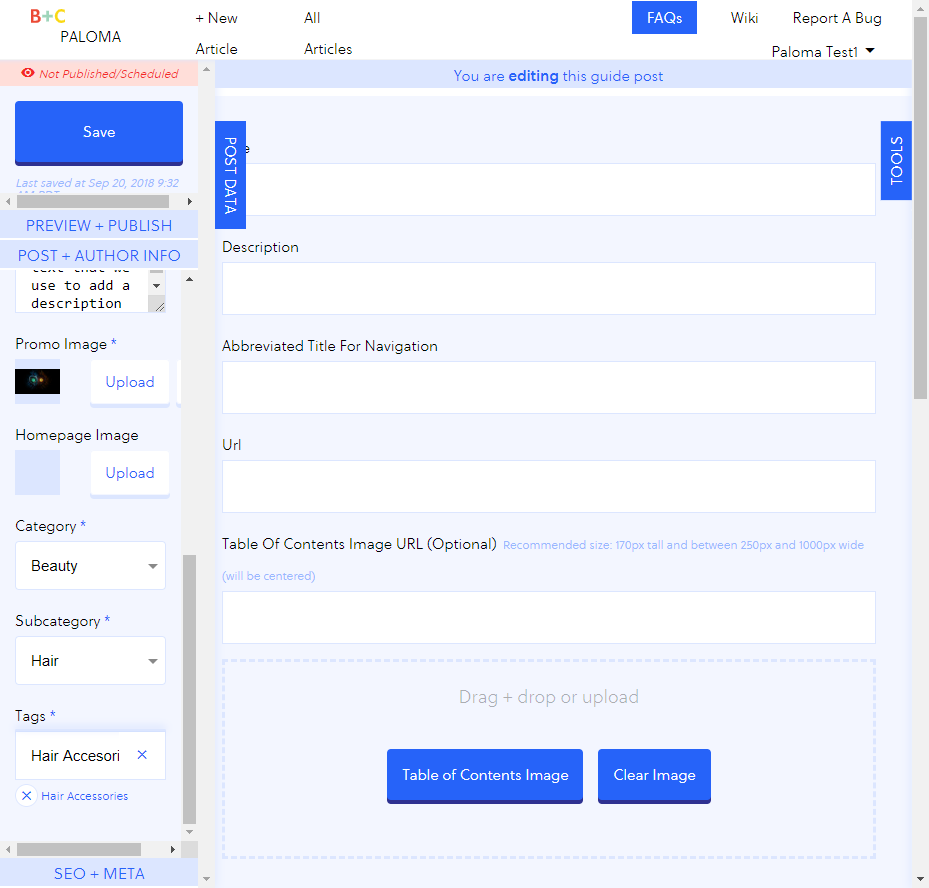 B+C
PALOMA
+ New
Article
All
Articles
FAQs
Wiki
Report A Bug
Paloma Test1
Not Published/Scheduled
Save
Last saved at Sep 20, 2018 9:32
PREVIEW + PUBLISH
POST + AUTHOR INFO
text that we
use to add a
description
Promo Image *
Upload
Homepage Image
Upload
Category *
Beauty
Subcategory *
Hair
Tags *
Hair Accesori
Hair Accessories
SEO + META
You are editing this guide post
POST DATA
TOOLS
Description
Abbreviated Title For Navigation
Url
Table Of Contents Image URL (Optional) Recommended size: 170px tall and between 250px and 1000px wide
(will be centered)
Drag + drop or upload
Table of Contents Image
Clear Image